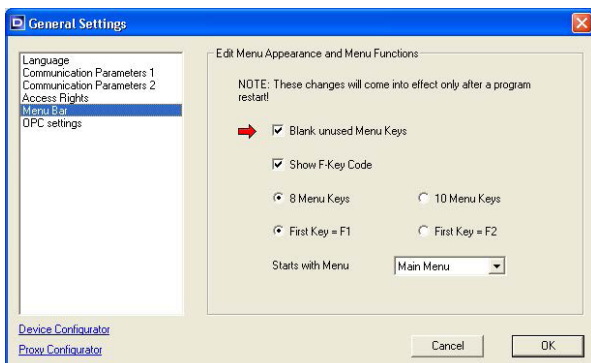 General Settings
Language
Communication Parameters 1
Communication Parameters 2
Access Rights
Menu Bar
OPC settings
Edit Menu Appearance and Menu Functions
NOTE: These changes will come into effect only after a program
restart!
Blank unused Menu Keys
Show F-Key Code
8 Menu Keys
10 Menu Keys
First Key = F1
First Key = F2
Starts with Menu
Main Menu
Device Configurator
Proxy Configurator
Cancel
OK